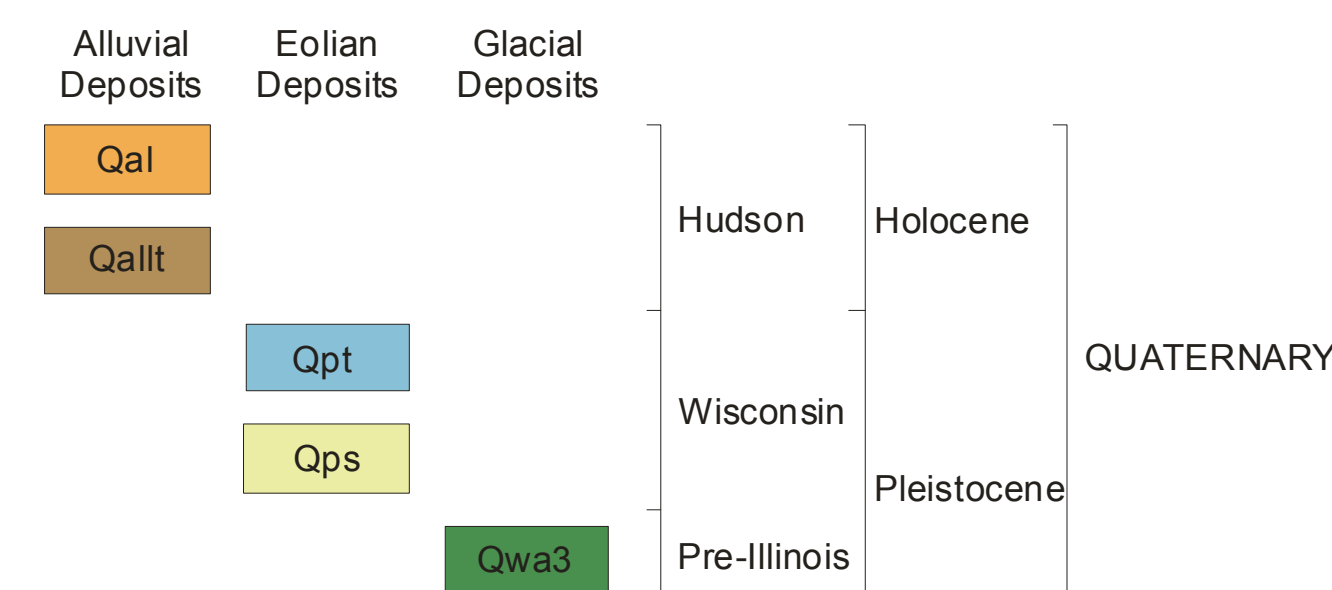 Alluvial
Deposits
Eolian
Deposits
Glacial
Deposits
Qal
Qallt
Hudson
Holocene
Qpt
QUATERNARY
Wisconsin
Qps
Pleistocene
Qwa3
Pre-Illinois